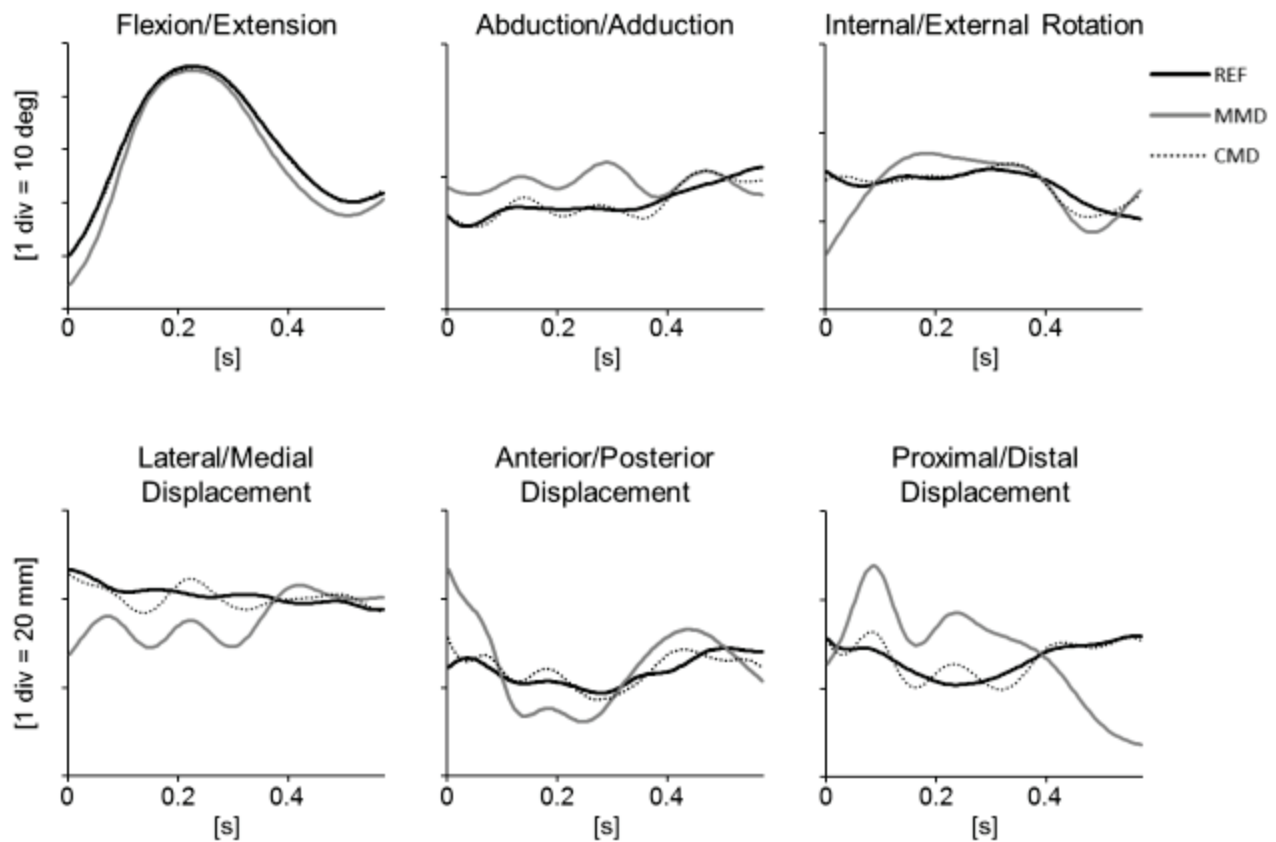 Flexion/Extension
Abduction/Adduction
Internal/External Rotation
REF
MMD
CMD
[1 div = 10 deg]
0 0.2 0.4
[s]
0 0.2 0.4
[s]
0 0.2 0.4
[s]
Lateral/Medial
Displacement
Anterior/Posterior
Displacement
Proximal/Distal
Displacement
[1 div = 20 mm]
0 0.2 0.4
[s]
0 0.2 0.4
[s]
0 0.2 0.4
[s]